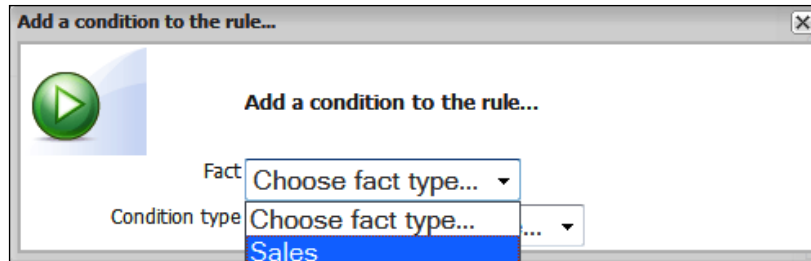 Add a condition to the rule...
Add a condition to the rule...
Fact Choose fact type...
Condition type Choose fact type... ...
Sales